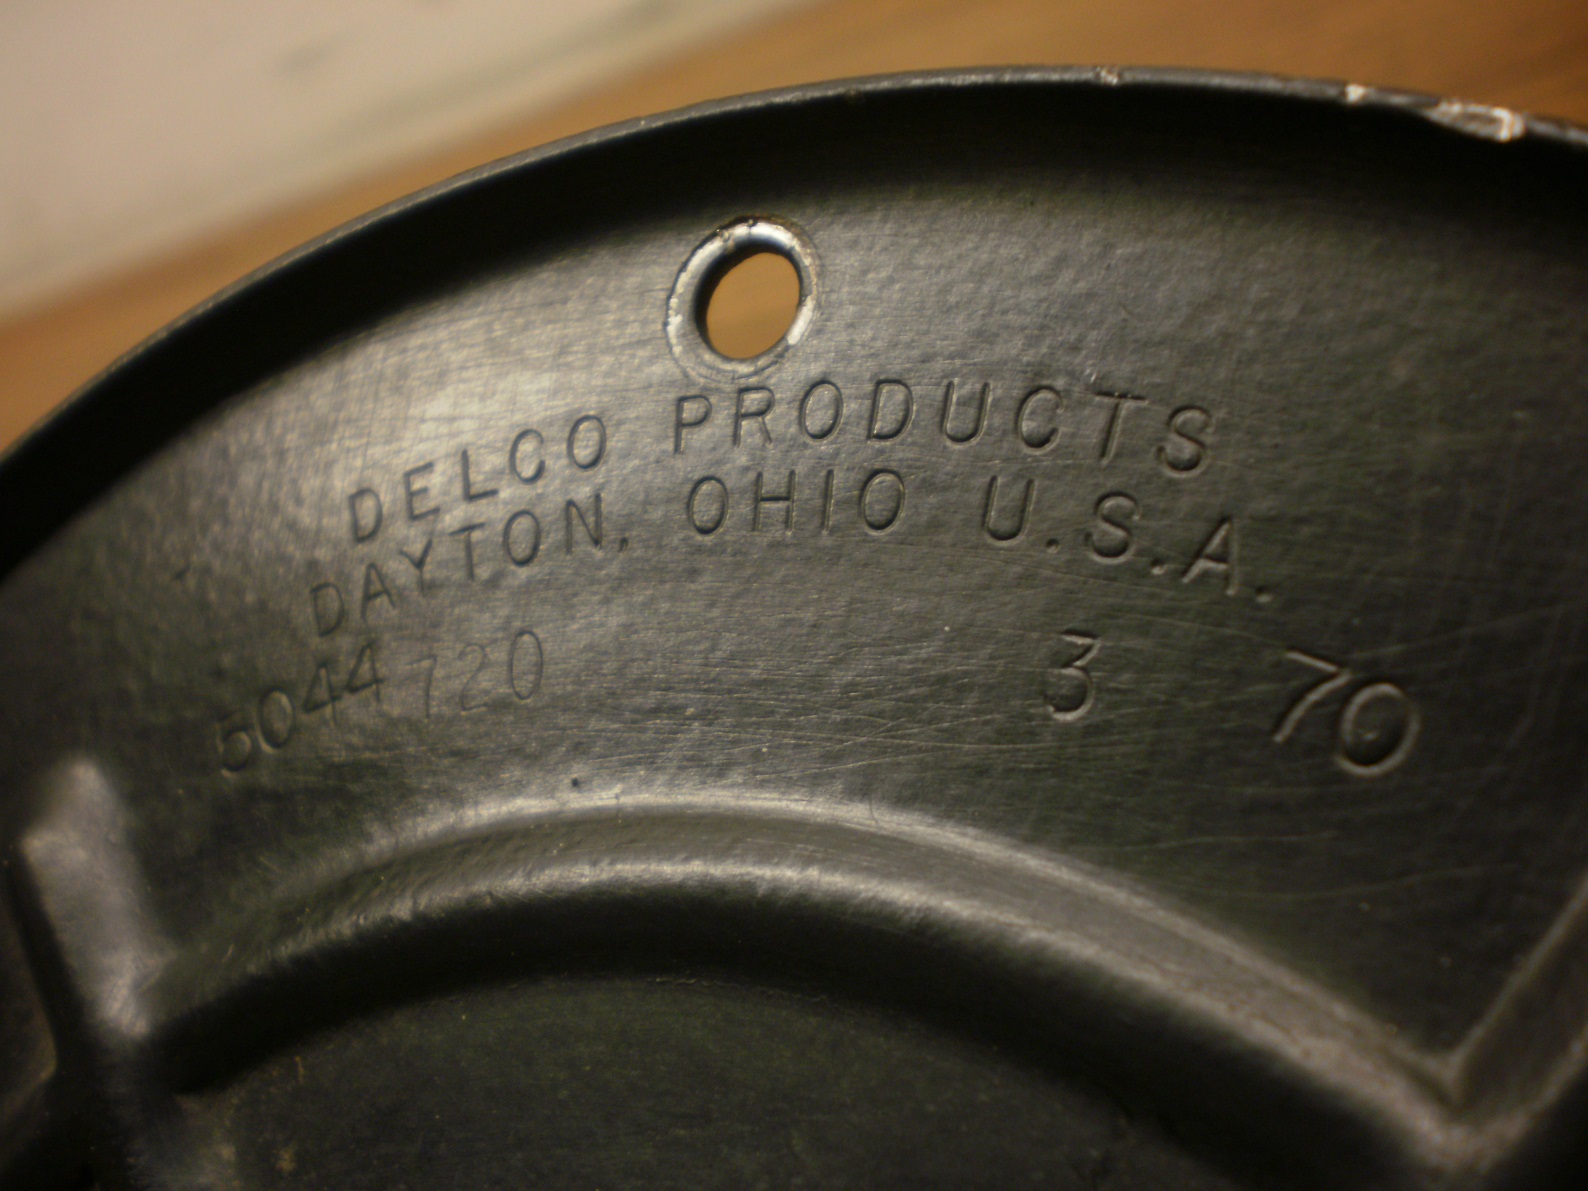 DELCO PRODUCTS
DAYTON, OHIO U.S.A.
5044720 3 70